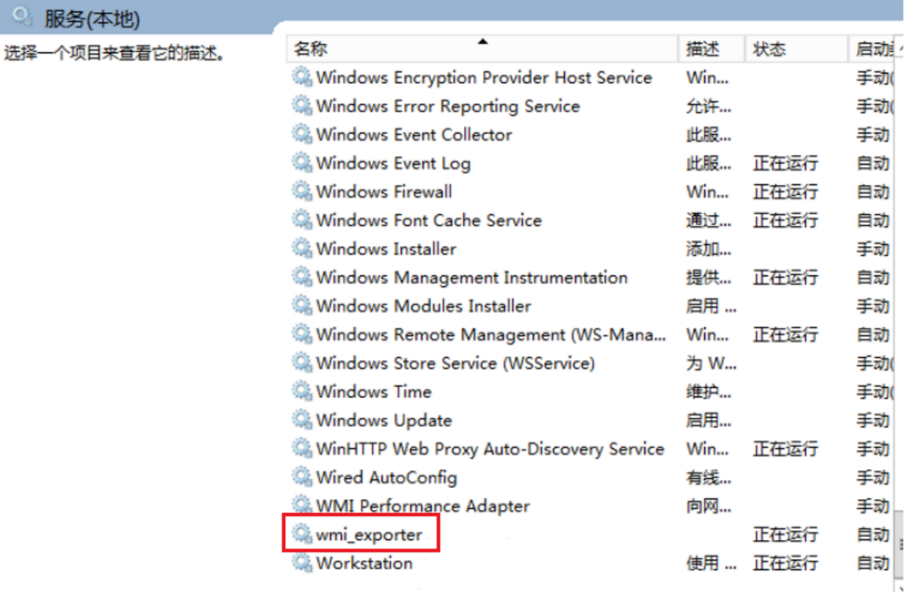 服务(本地)
选择一个项目来查看它的描述。
名称 描述 状态 启动
Windows Encryption Provider Host Service Win... 手动(
Windows Error Reporting Service 允许... 手动(
Windows Event Collector 此服... 手动
Windows Event Log 此服... 正在运行 自动
Windows Firewall Win... 正在运行 自动
Windows Font Cache Service 通过... 正在运行 自动
Windows Installer 添加... 手动
Windows Management Instrumentation 提供... 正在运行 自动
Windows Modules Installer 启用 ... 手动
Windows Remote Management (WS-Mana... Win... 正在运行 自动
Windows Store Service (WSService) 为 W... 手动(
Windows Time 维护... 手动
Windows Update 启用... 手动
WinHTTP Web Proxy Auto-Discovery Service Win... 正在运行 手动
Wired AutoConfig 有线... 手动
WMI Performance Adapter 向网... 手动
wmi_exporter 正在运行 自动
Workstation 使用 ... 正在运行 自动